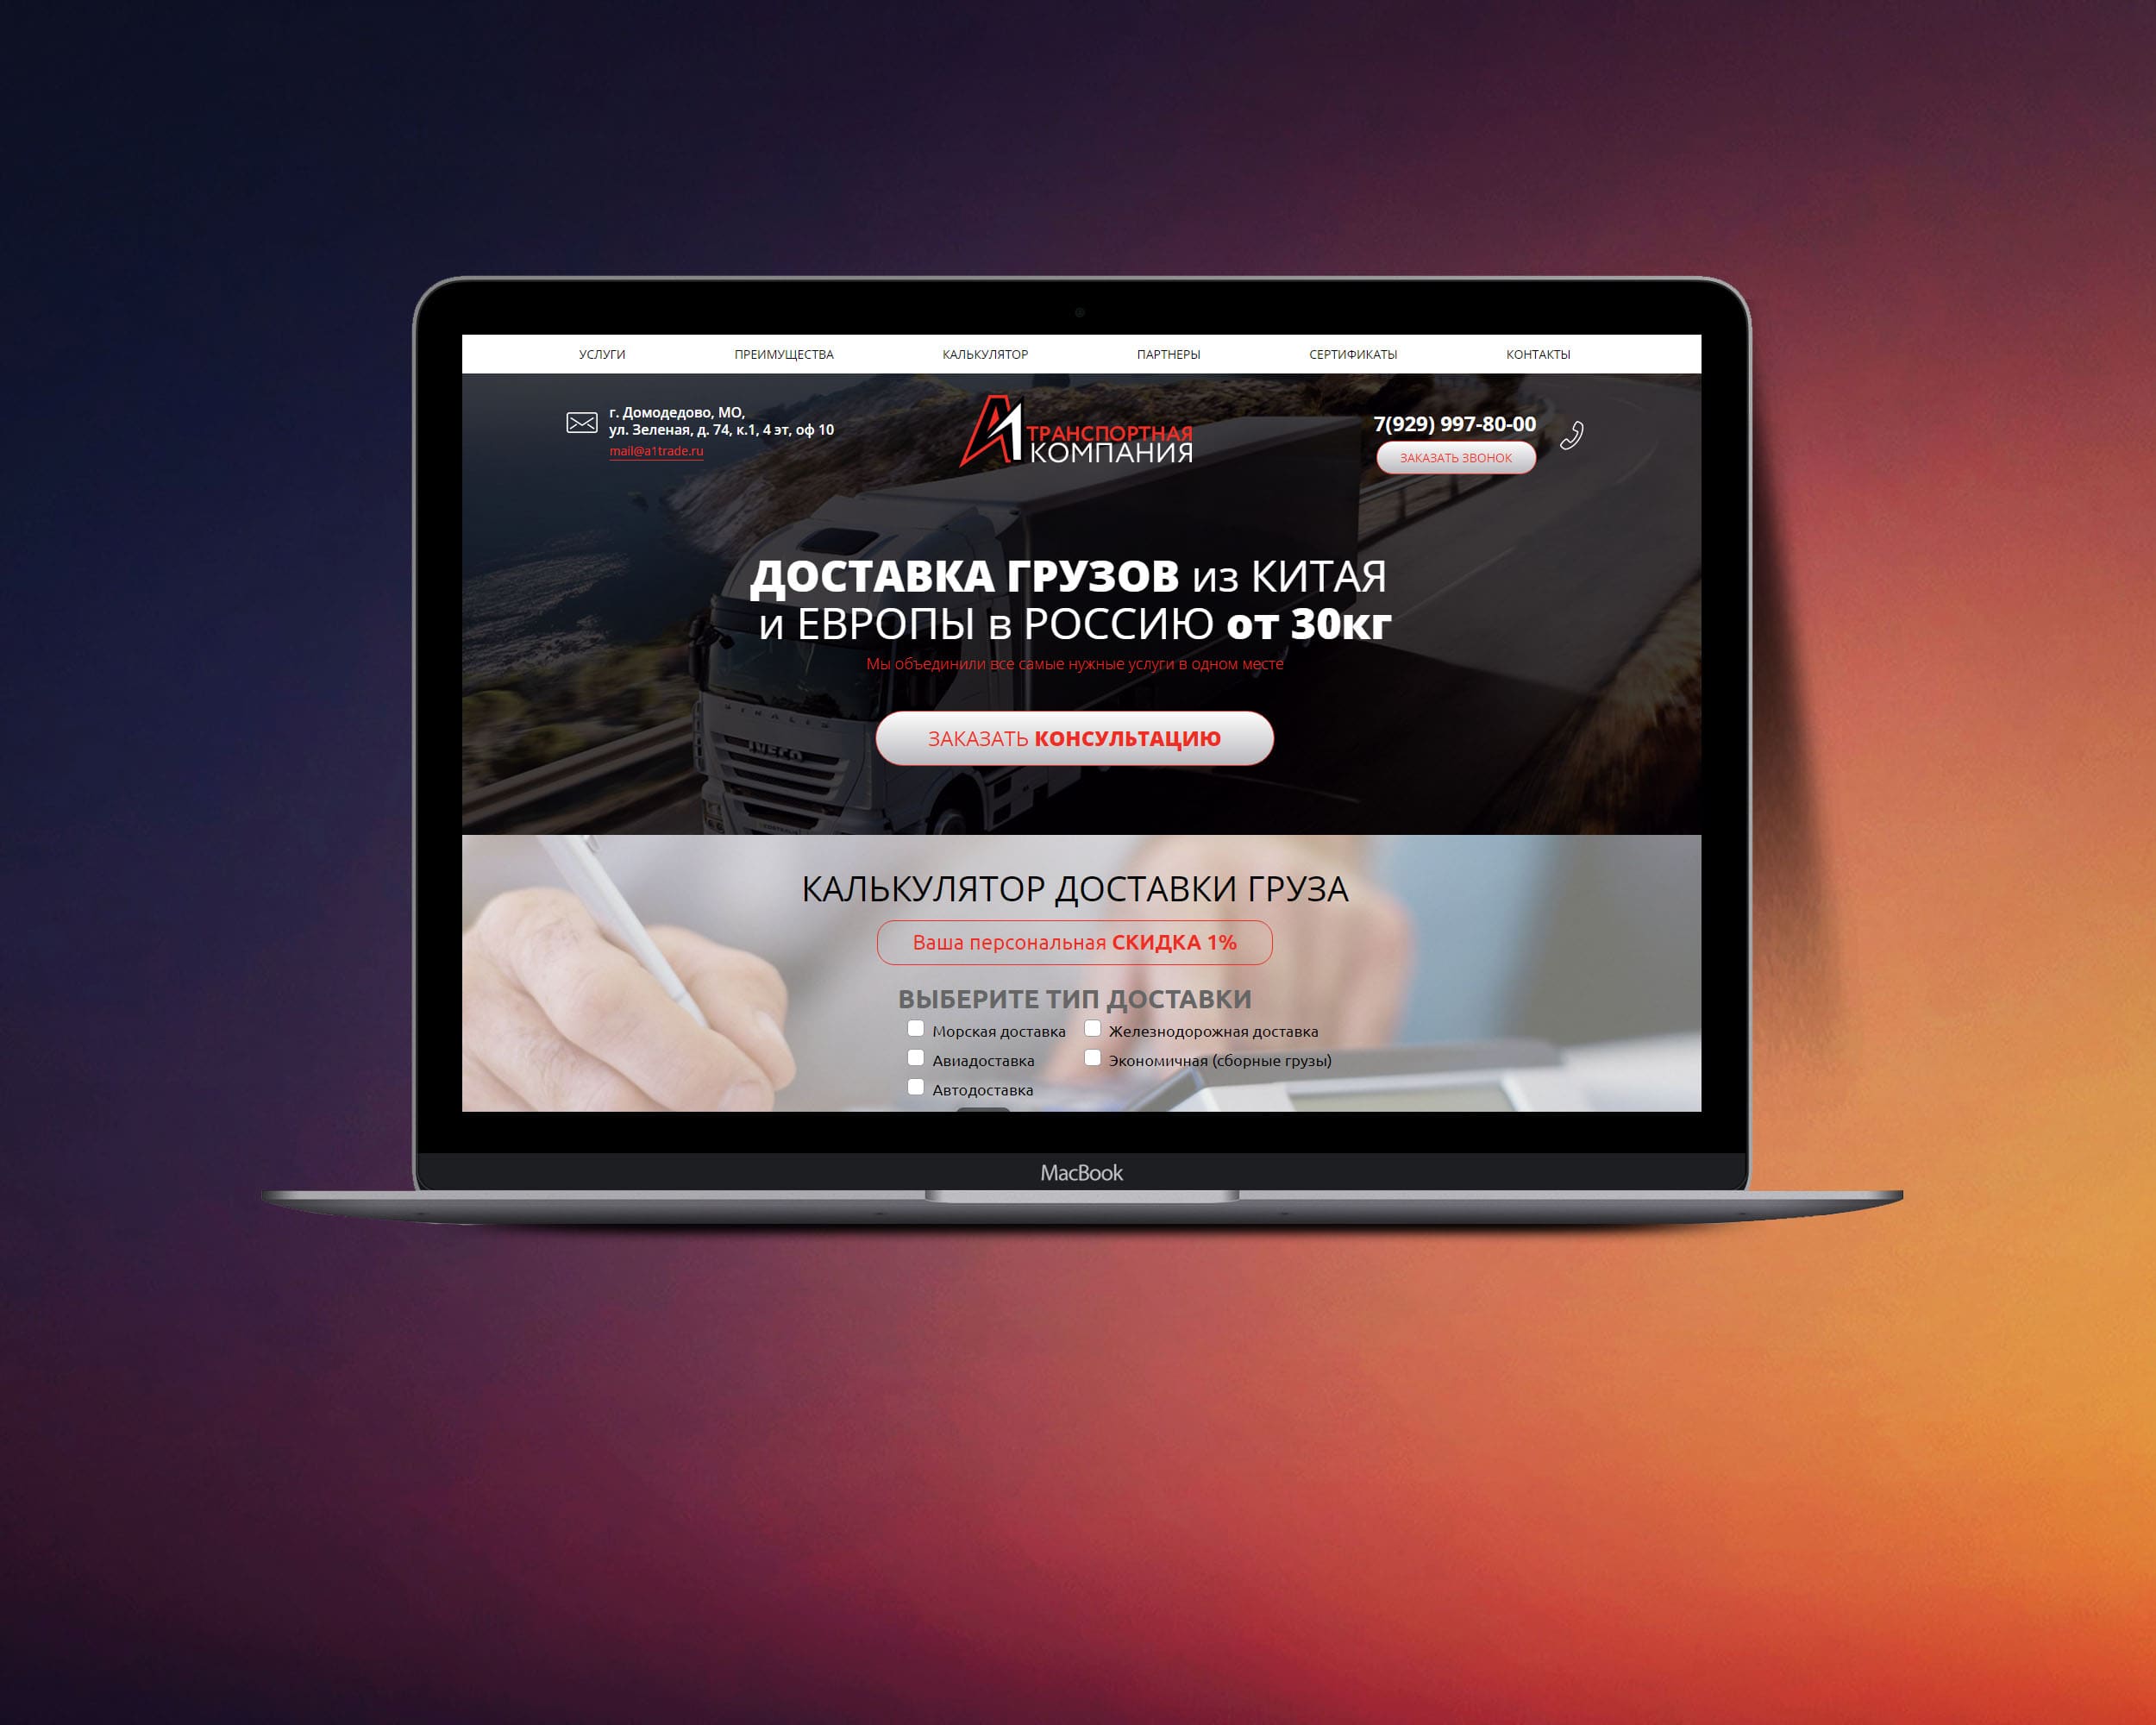 УСЛУГИ ПРЕИМУЩЕСТВА КАЛЬКУЛЯТОР ПАРТНЕРЫ СЕРТИФИКАТЫ КОНТАКТЫ
г. Домодедово, МО,
ул. Зеленая, д. 74, к.1, 4 эт, оф 10
mail@a1trade.ru
А1 ТРАНСПОРТНАЯ
КОМПАНИЯ
7(929) 997-80-00
ЗАКАЗАТЬ ЗВОНОК
ДОСТАВКА ГРУЗОВ из КИТАЯ
и ЕВРОПЫ в РОССИЮ от 30кг
Мы объединили все самые нужные услуги в одном месте
STRALIS
IVECO
ЗАКАЗАТЬ КОНСУЛЬТАЦИЮ
КАЛЬКУЛЯТОР ДОСТАВКИ ГРУЗА
Ваша персональная СКИДКА 1%
ВЫБЕРИТЕ ТИП ДОСТАВКИ
Морская доставка Железнодорожная доставка
Авиадоставка Экономичная (сборные грузы)
Автодоставка
MacBook